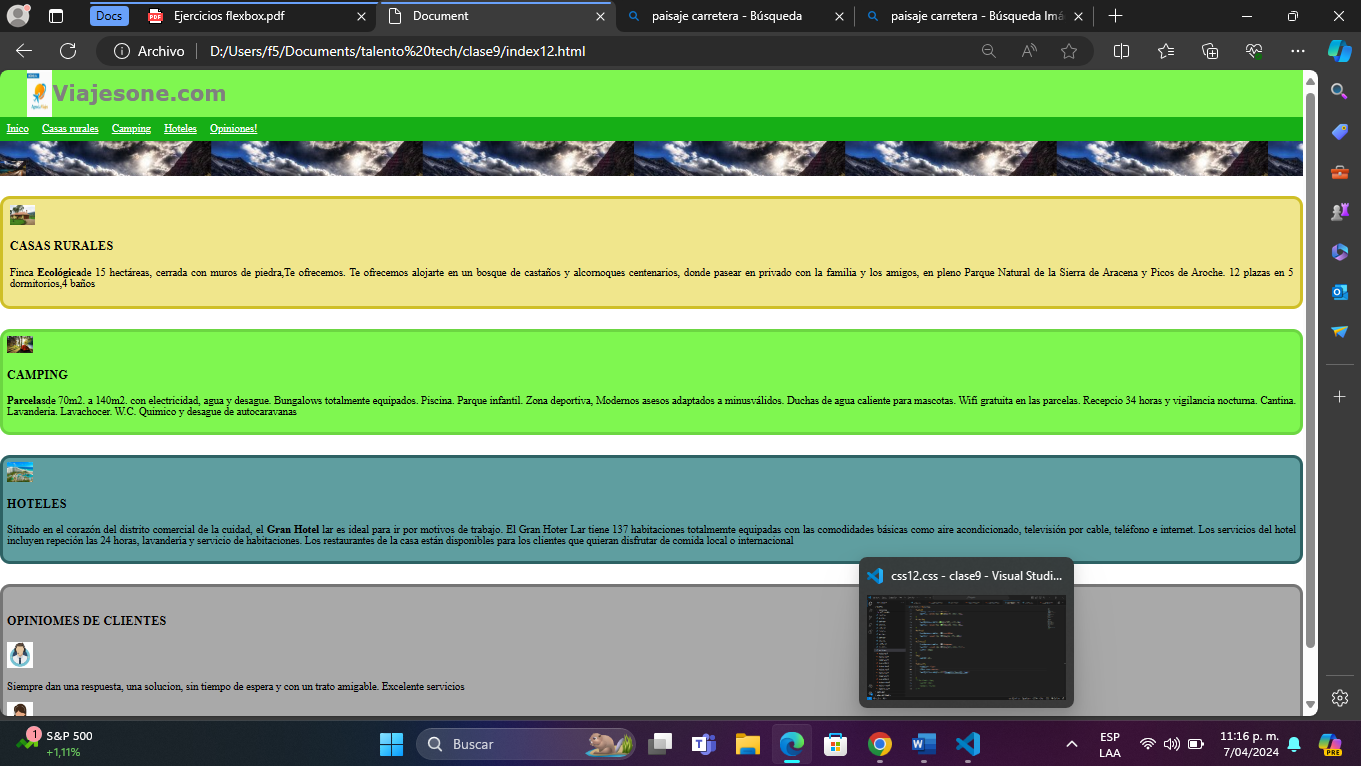 Docs
Ejercicios flexbox.pdf
Document
paisaje carretera - Búsqueda
paisaje carretera - Búsqueda Imá
Archivo
D:/Users/f5/Documents/talento%20tech/clase9/index12.html
Viajesone.com
Inico Casas rurales Camping Hoteles Opiniones!
CASAS RURALES
Finca Ecológicade 15 hectáreas, cerrada con muros de piedra,Te ofrecemos. Te ofrecemos alojarte en un bosque de castaños y alcornoques centenarios, donde pasear en privado con la familia y los amigos, en pleno Parque Natural de la Sierra de Aracena y Picos de Aroche. 12 plazas en 5
dormitorios,4 baños
CAMPING
Parcelasde 70m2. a 140m2. con electricidad, agua y desague. Bungalows totalmente equipados. Piscina. Parque infantil. Zona deportiva, Modernos asesos adaptados a minusválidos. Duchas de agua caliente para mascotas. Wifi gratuita en las parcelas. Recepcio 34 horas y vigilancia nocturna. Cantina.
Lavanderia. Lavachocer. W.C. Quimico y desague de autocaravanas
HOTELES
Situado en el corazón del distrito comercial de la cuidad, el Gran Hotel lar es ideal para ir por motivos de trabajo. El Gran Hoter Lar tiene 137 habitaciones totalmente equipadas con las comodidades básicas como aire acondicionado, televisión por cable, teléfono e internet. Los servicios del hotel
incluyen repeción las 24 horas, lavandería y servicio de habitaciones. Los restaurantes de la casa están disponibles para los clientes que quieran disfrutar de comida local o internacional
OPINIOMES DE CLIENTES
Siempre dan una respuesta, una solucion, sin tiempo de espera y con un trato amigable. Excelente servicios
css12.css - clase9 - Visual Studi...
1
S&P 500
+1,11%
Buscar
ESP
LAA
11:16 p. m.
7/04/2024
PRE